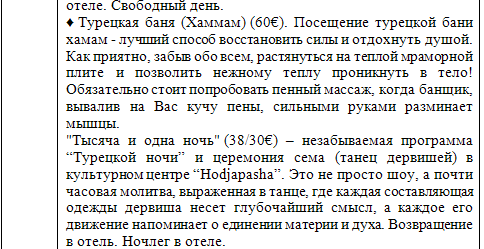 отеле. Свободный день.
♦ Турецкая баня (Хаммам) (60€). Посещение турецкой бани
хамам - лучший способ восстановить силы и отдохнуть душой.
Как приятно, забыв обо всем, растянуться на теплой мраморной
плите и позволить нежному теплу проникнуть в тело!
Обязательно стоит попробовать пенный массаж, когда банщик,
вывалив на Вас кучу пены, сильными руками разминает
мышцы.
"Тысяча и одна ночь" (38/30€) – незабываемая программа
“Турецкой ночи” и церемония сема (танец дервишей) в
культурном центре “Hodjapasha”. Это не просто шоу, а почти
часовая молитва, выраженная в танце, где каждая составляющая
одежды дервиша несет глубочайший смысл, а каждое его
движение напоминает о единении материи и духа. Возвращение
в отель. Ночлег в отеле.